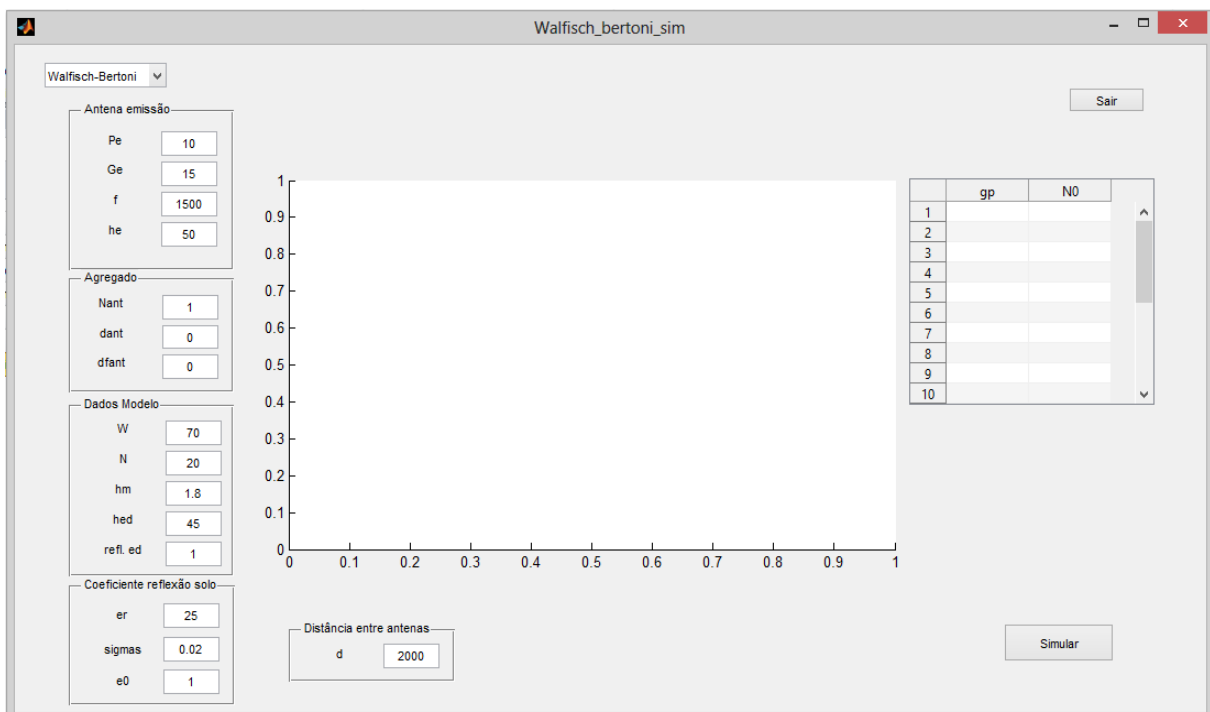 Walfisch_bertoni_sim
Walfisch-Bertoni
Sair
Antena emissão
Pe 10
Ge 15
f 1500
he 50
Agregado
Nant 1
dant 0
dfant 0
Dados Modelo
W 70
N 20
hm 1.8
hed 45
refl. ed 1
Coeficiente reflexão solo
er 25
sigmas 0.02
e0 1
1
0.9
0.8
0.7
0.6
0.5
0.4
0.3
0.2
0.1
0
0 0.1 0.2 0.3 0.4 0.5 0.6 0.7 0.8 0.9 1
gp N0
1
2
3
4
5
6
7
8
9
10
Distância entre antenas
d 2000
Simular